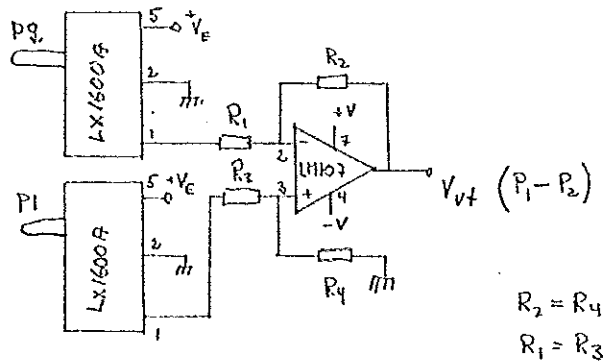 P2
5
+VE
LX1600A
2
1
R1
R2
+V
2
7
LM107
3
4
-V
Vut (P1 - P2)
P1
5
+VE
LX1600A
2
1
R3
R4
R2 = R4
R1 = R3